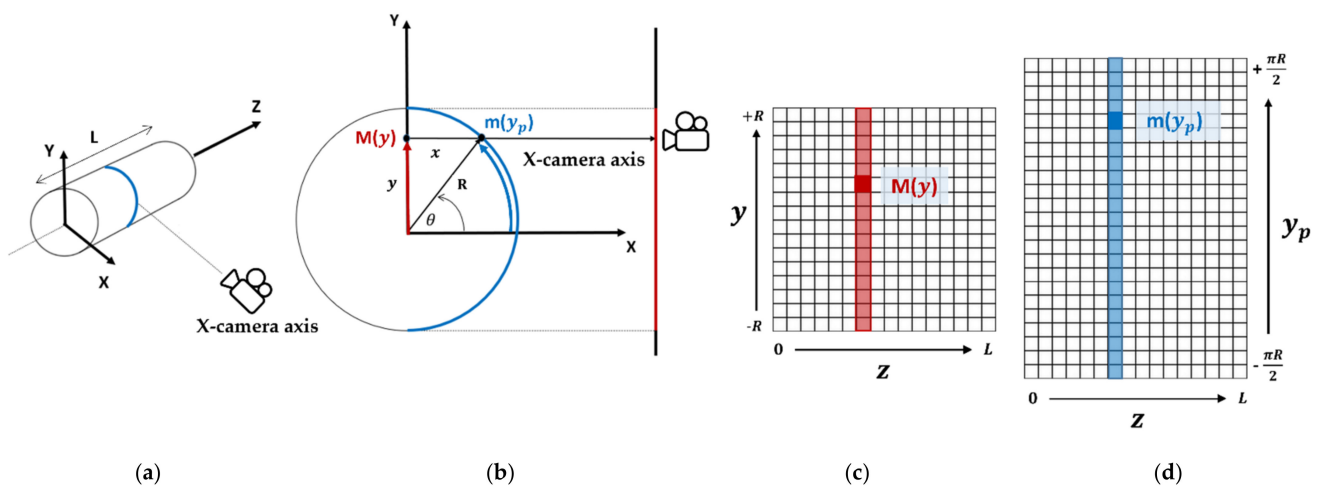 Z
L
Y
X
X-camera axis
(a)
Y
M(y)
m(y_p)
x
X-camera axis
y
R
θ
X
(b)
+R
M(y)
y
-R
0
L
Z
(c)
+ πR/2
m(y_p)
y_p
- πR/2
0
L
Z
(d)